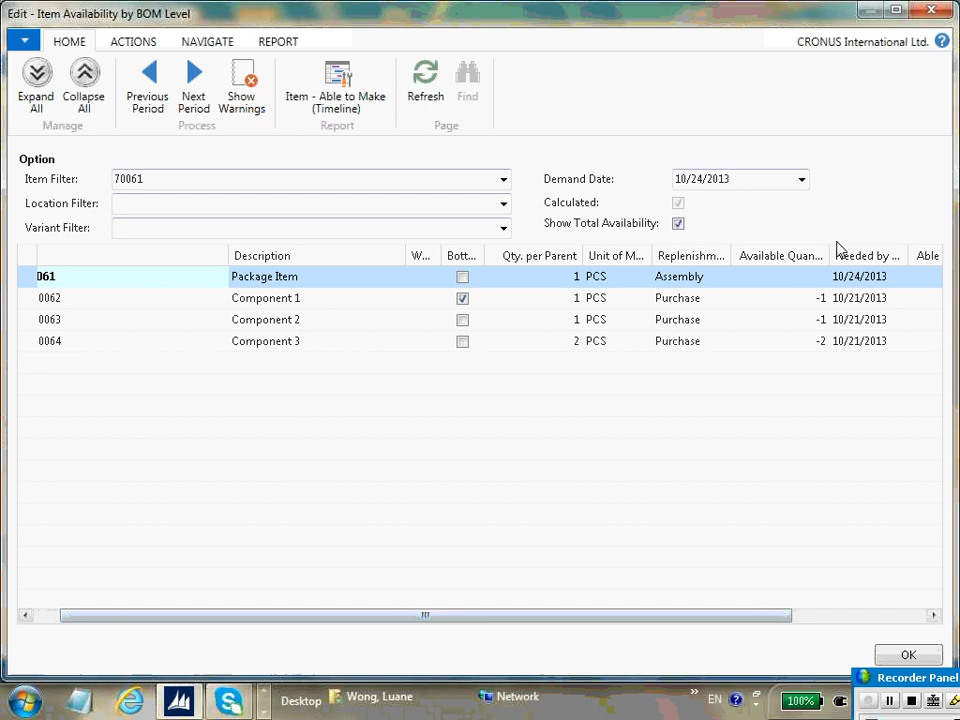 Edit - Item Availability by BOM Level
HOME ACTIONS NAVIGATE REPORT CRONUS International Ltd.
Expand All
Collapse All
Previous Period
Next Period
Show Warnings
Item - Able to Make (Timeline)
Refresh
Find
Manage Process Report Page
Option
Item Filter: 70061 Demand Date: 10/24/2013
Location Filter: Calculated:
Variant Filter: Show Total Availability:
Description W... Bott... Qty. per Parent Unit of M... Replenishm... Available Quan... eeded by ... Able
061 Package Item 1 PCS Assembly 10/24/2013
0062 Component 1 1 PCS Purchase -1 10/21/2013
0063 Component 2 1 PCS Purchase -1 10/21/2013
0064 Component 3 2 PCS Purchase -2 10/21/2013
OK
Recorder Panel
Desktop Wong, Luane Network » EN 100%